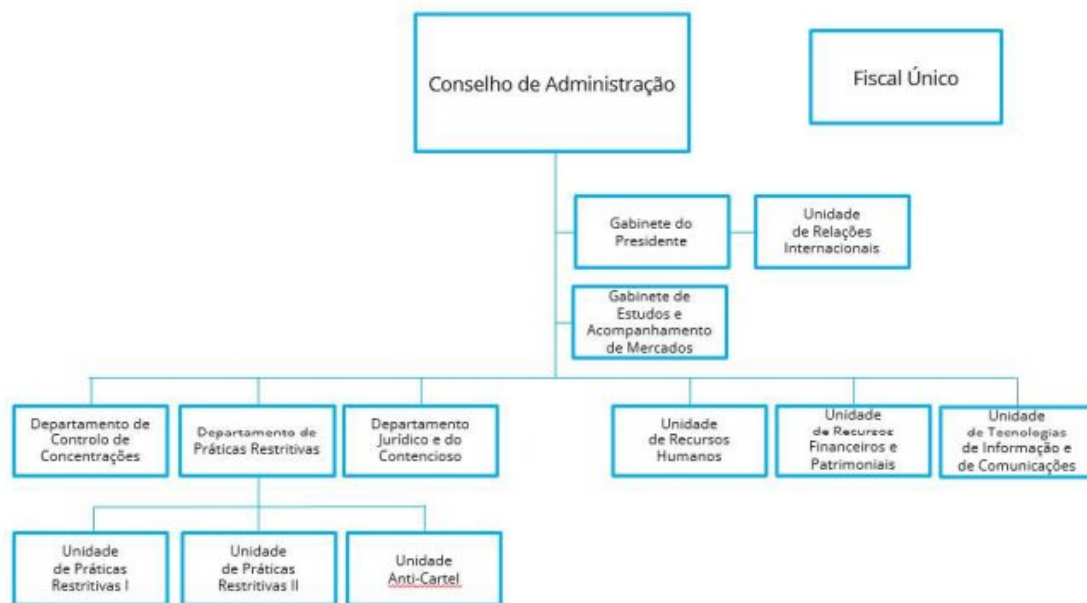 Conselho de Administração
Fiscal Único
Gabinete do
Presidente
Unidade
de Relações
Internacionais
Gabinete de
Estudos e
Acompanhamento
de Mercados
Departamento de
Controlo de
Concentrações
Departamento de
Práticas Restritivas
Departamento
Jurídico e do
Contencioso
Unidade
de Recursos
Humanos
Unidade
de Recursos
Financeiros e
Patrimoniais
Unidade
de Tecnologias
de Informação e
de Comunicações
Unidade
de Práticas
Restritivas I
Unidade
de Práticas
Restritivas II
Unidade
Anti-Cartel